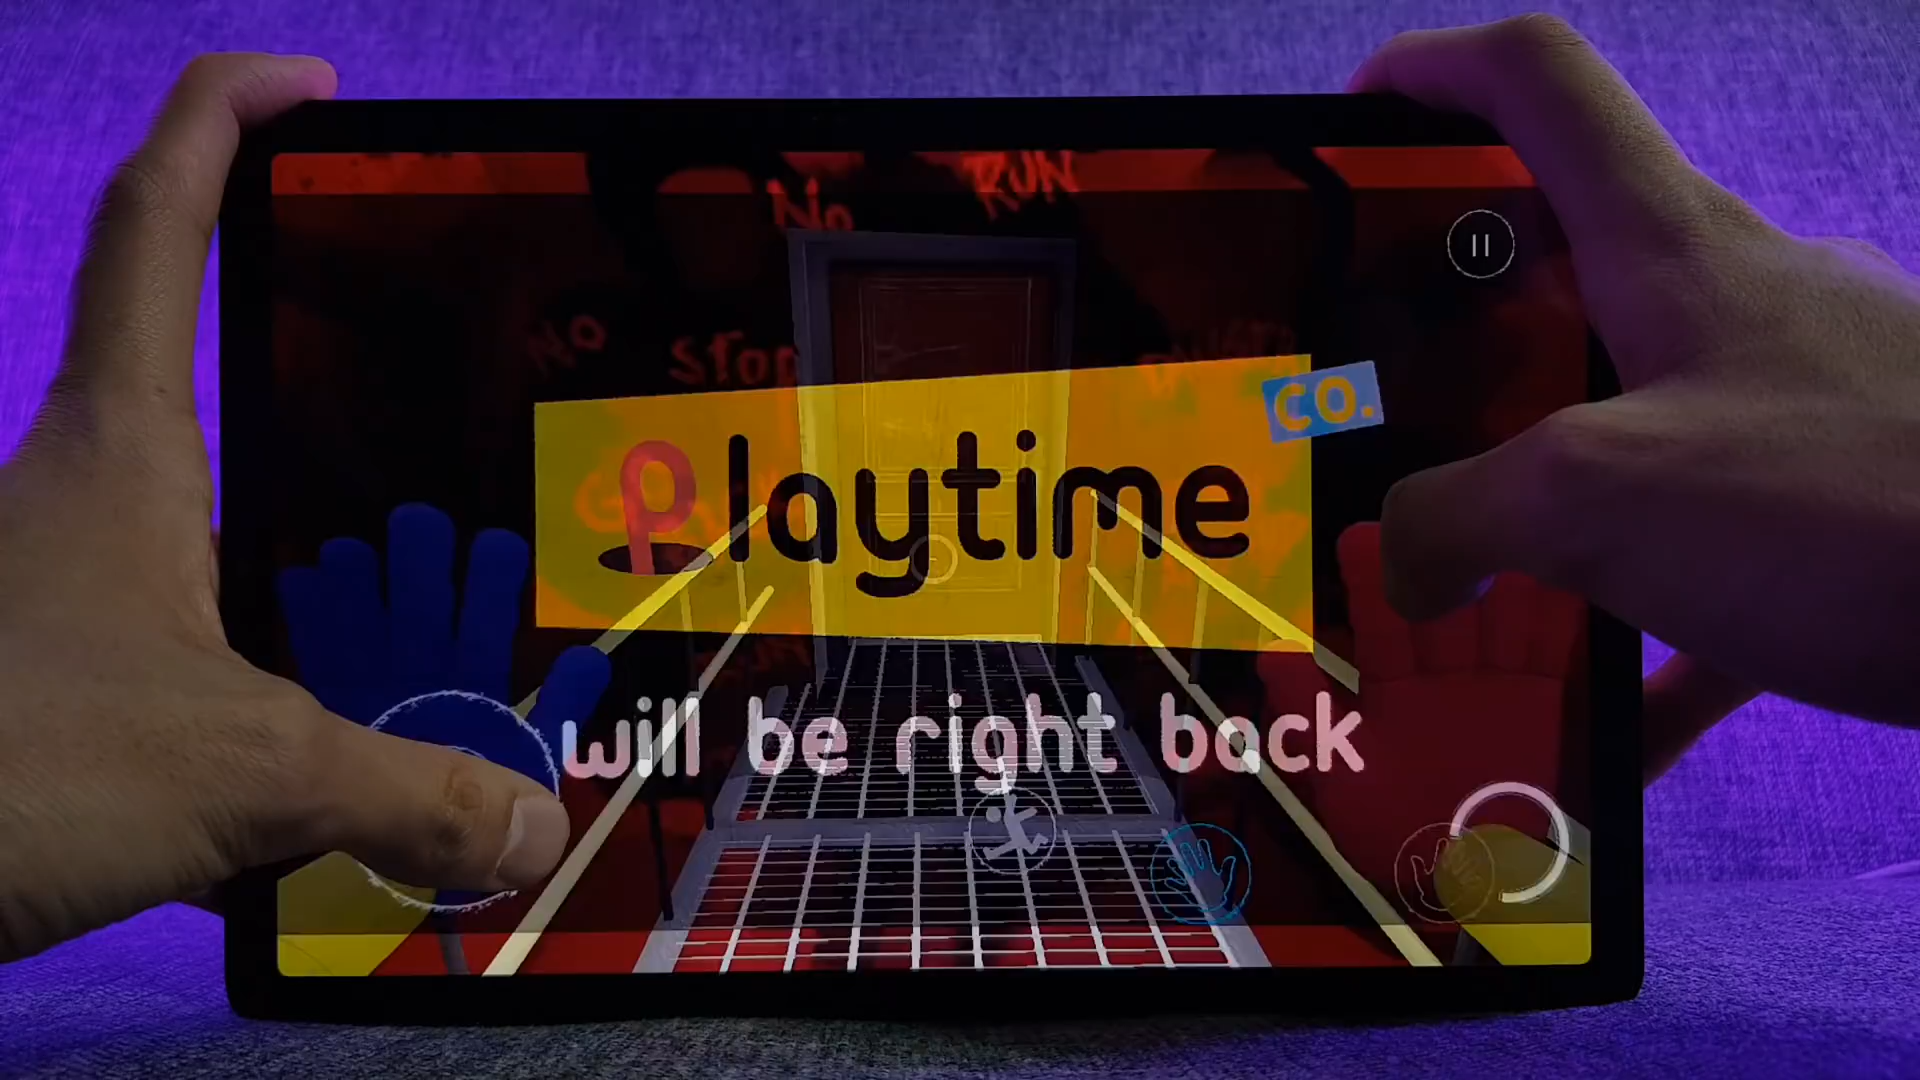 No
RUN
No
STOP
Playtime
CO.
will be right back